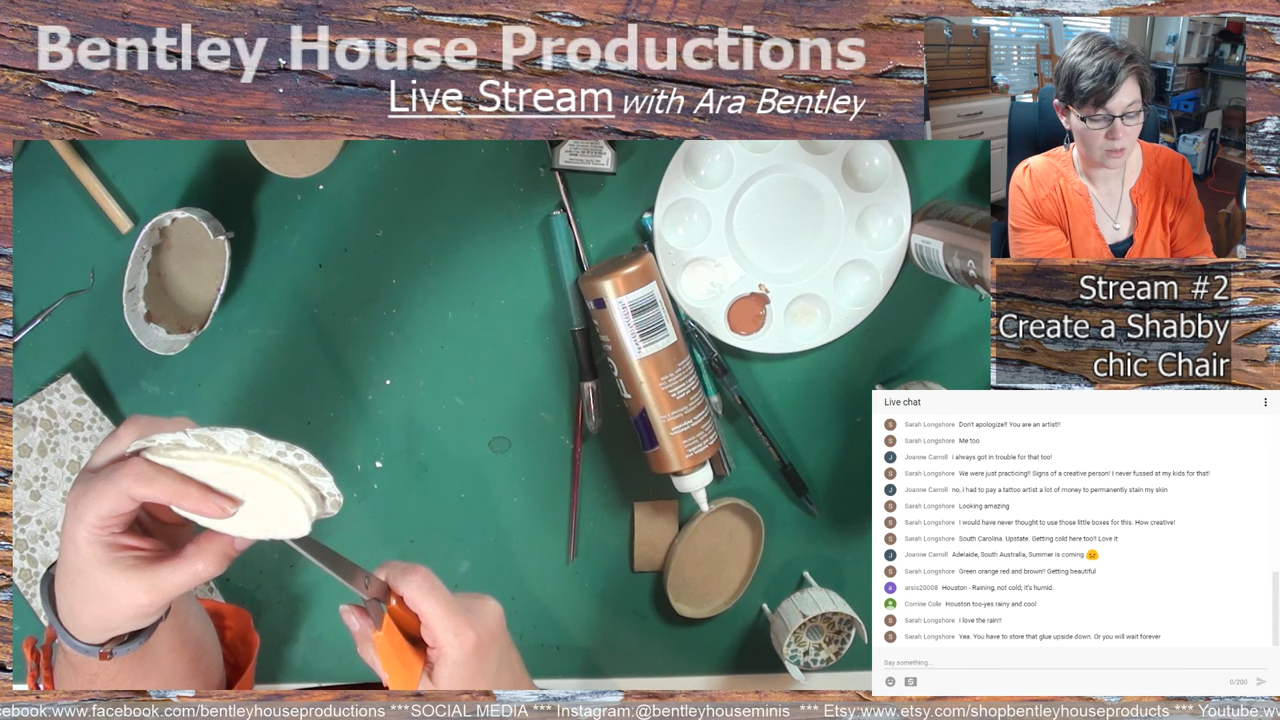 Bentley House Productions
Live Stream with Ara Bentley
Stream #2
Create a Shabby
chic Chair
Live chat
S Sarah Longshore Don't apologize!! You are an artist!!
S Sarah Longshore Me too
J Joanne Carroll i always got in trouble for that too!
S Sarah Longshore We were just practicing!! Signs of a creative person! I never fussed at my kids for that!
J Joanne Carroll no, i had to pay a tattoo artist a lot of money to permanently stain my skin
S Sarah Longshore Looking amazing
S Sarah Longshore I would have never thought to use those little boxes for this. How creative!
S Sarah Longshore South Carolina. Upstate. Getting cold here too!! Love it
J Joanne Carroll Adelaide, South Australia, Summer is coming
S Sarah Longshore Green orange red and brown!! Getting beautiful
a arsis20008 Houston - Raining, not cold; it's humid.
Corrine Cole Houston too-yes rainy and cool
S Sarah Longshore I love the rain!!
S Sarah Longshore Yea. You have to store that glue upside down. Or you will wait forever
Say something...
0/200
cebook:www.facebook.com/bentleyhouseproductions ***SOCIAL MEDIA *** Instagram:@bentleyhouseminis *** Etsy:www.etsy.com/shopbentleyhouseproducts *** Youtube